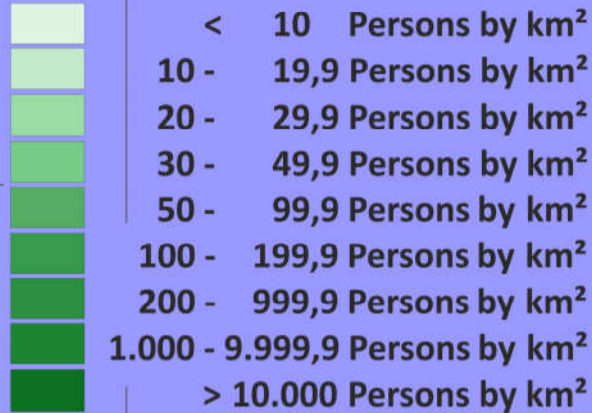 < 10 Persons by km²
10 - 19,9 Persons by km²
20 - 29,9 Persons by km²
30 - 49,9 Persons by km²
50 - 99,9 Persons by km²
100 - 199,9 Persons by km²
200 - 999,9 Persons by km²
1.000 - 9.999,9 Persons by km²
> 10.000 Persons by km²